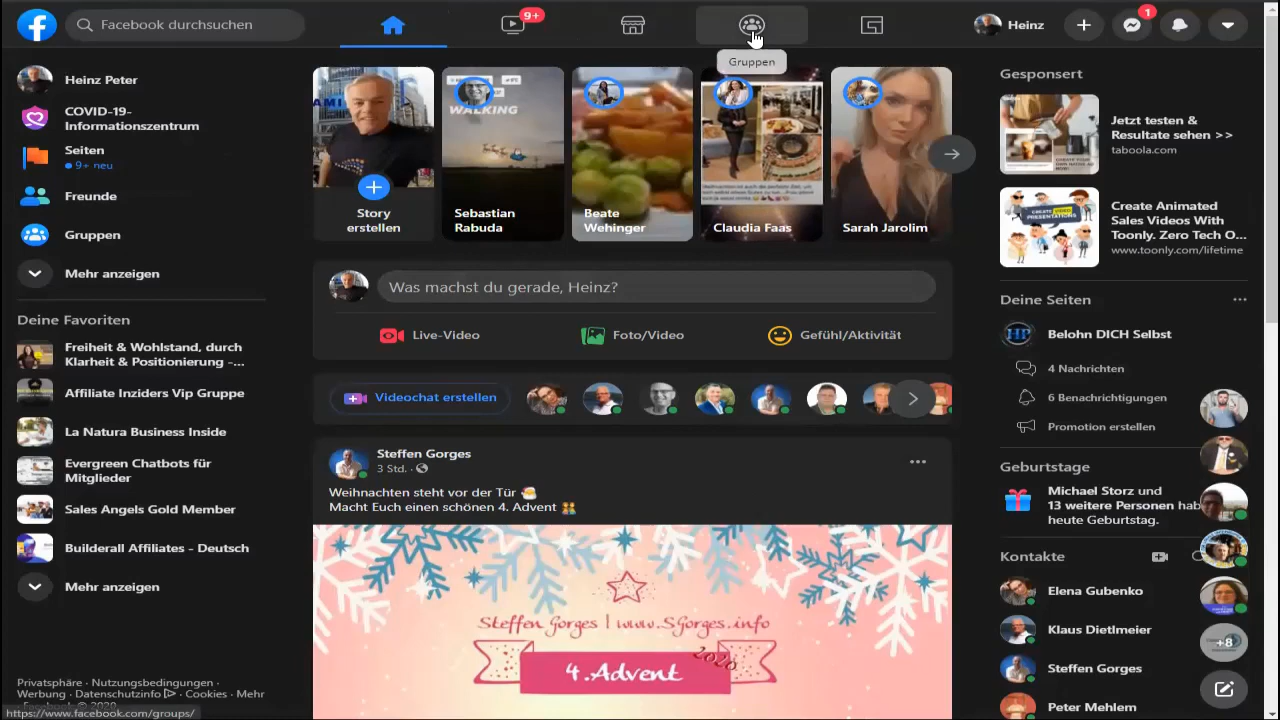 Facebook durchsuchen
9+
Heinz
1
Gruppen
Heinz Peter
COVID-19-
Informationszentrum
Seiten
9+ neu
Freunde
Gruppen
Mehr anzeigen
Deine Favoriten
Freiheit & Wohlstand, durch
Klarheit & Positionierung -...
Affiliate Inziders Vip Gruppe
La Natura Business Inside
Evergreen Chatbots für
Mitglieder
Sales Angels Gold Member
Builderall Affiliates - Deutsch
Mehr anzeigen
Privatsphäre · Nutzungsbedingungen ·
Werbung · Datenschutzinfo · Cookies · Mehr
· Facebook © 2020
https://www.facebook.com/groups/
Story
erstellen
WALKING
Sebastian
Rabuda
Beate
Wehinger
Claudia Faas
Sarah Jarolim
Was machst du gerade, Heinz?
Live-Video
Foto/Video
Gefühl/Aktivität
Videochat erstellen
Steffen Gorges
3 Std. ·
Weihnachten steht vor der Tür
Macht Euch einen schönen 4. Advent
Steffen Gorges | www.SGorges.info
2020
4.Advent
Gesponsert
Jetzt testen &
Resultate sehen >>
taboola.com
Create Animated
Sales Videos With
Toonly. Zero Tech O...
www.toonly.com/lifetime
Deine Seiten
Belohn DICH Selbst
4 Nachrichten
6 Benachrichtigungen
Promotion erstellen
Geburtstage
Michael Storz und
13 weitere Personen hab
heute Geburtstag.
Kontakte
Elena Gubenko
Klaus Dietlmeier
+8
Steffen Gorges
Peter Mehlem